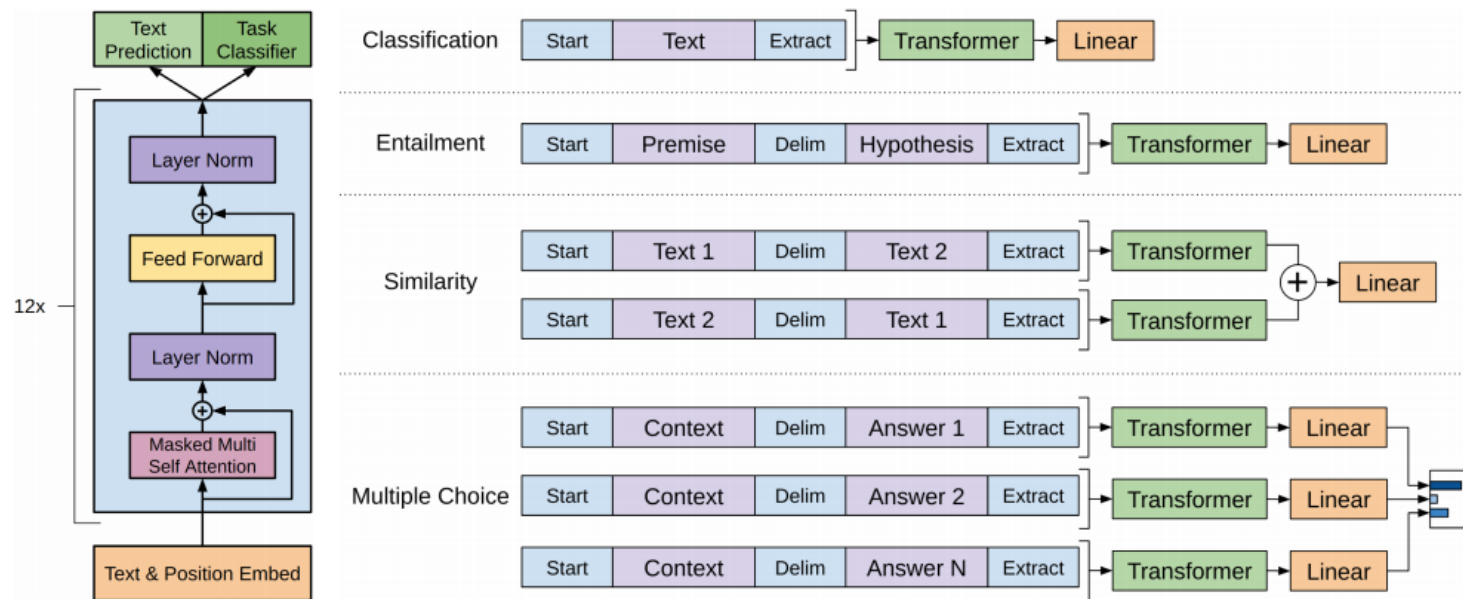 Text
Prediction
Task
Classifier
12x
Layer Norm
+
Feed Forward
Layer Norm
+
Masked Multi
Self Attention
Text & Position Embed
Classification
Start Text Extract Transformer Linear
Entailment
Start Premise Delim Hypothesis Extract Transformer Linear
Similarity
Start Text 1 Delim Text 2 Extract Transformer
+ Linear
Start Text 2 Delim Text 1 Extract Transformer
Multiple Choice
Start Context Delim Answer 1 Extract Transformer Linear
Start Context Delim Answer 2 Extract Transformer Linear
Start Context Delim Answer N Extract Transformer Linear